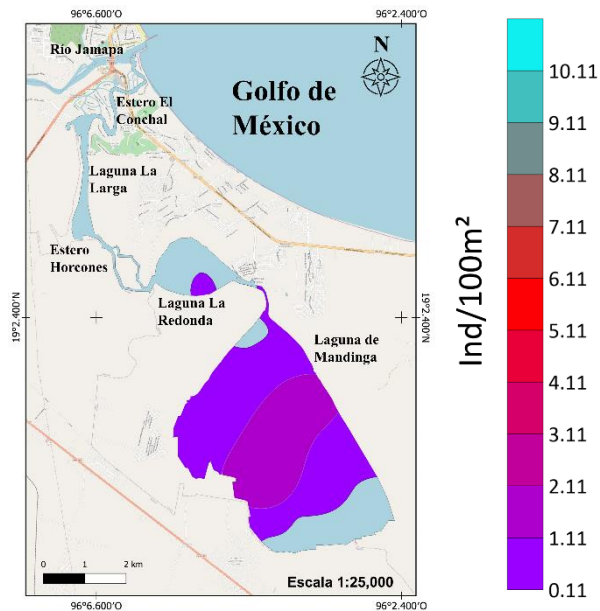 96°6.600'O
96°2.400'O
Río Jamapa
N
Estero El
Conchal
Golfo de
México
Laguna La
Larga
Estero
Horcones
Laguna La
Redonda
Laguna de
Mandinga
19°2.400'N
19°2.400'N
0 1 2 km
Escala 1:25,000
96°6.600'O
96°2.400'O
Ind/100m²
10.11
9.11
8.11
7.11
6.11
5.11
4.11
3.11
2.11
1.11
0.11